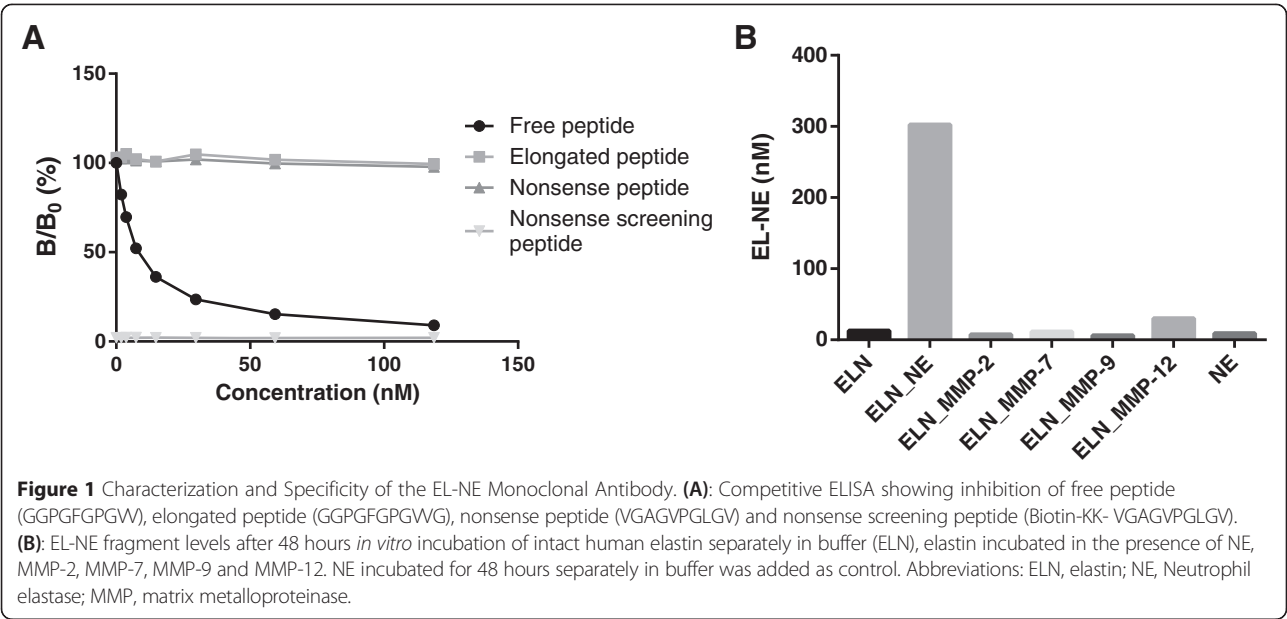 A
B/B0 (%)
150
100
50
0
0
50
100
150
Concentration (nM)
Free peptide
Elongated peptide
Nonsense peptide
Nonsense screening
peptide
B
EL-NE (nM)
400
300
200
100
0
ELN
ELN_NE
ELN_MMP-2
ELN_MMP-7
ELN_MMP-9
ELN_MMP-12
NE
Figure 1 Characterization and Specificity of the EL-NE Monoclonal Antibody. (A): Competitive ELISA showing inhibition of free peptide
(GGPGFGPGVV), elongated peptide (GGPGFGPGVVG), nonsense peptide (VGAGVPGLGV) and nonsense screening peptide (Biotin-KK- VGAGVPGLGV).
(B): EL-NE fragment levels after 48 hours in vitro incubation of intact human elastin separately in buffer (ELN), elastin incubated in the presence of NE,
MMP-2, MMP-7, MMP-9 and MMP-12. NE incubated for 48 hours separately in buffer was added as control. Abbreviations: ELN, elastin; NE, Neutrophil
elastase; MMP, matrix metalloproteinase.